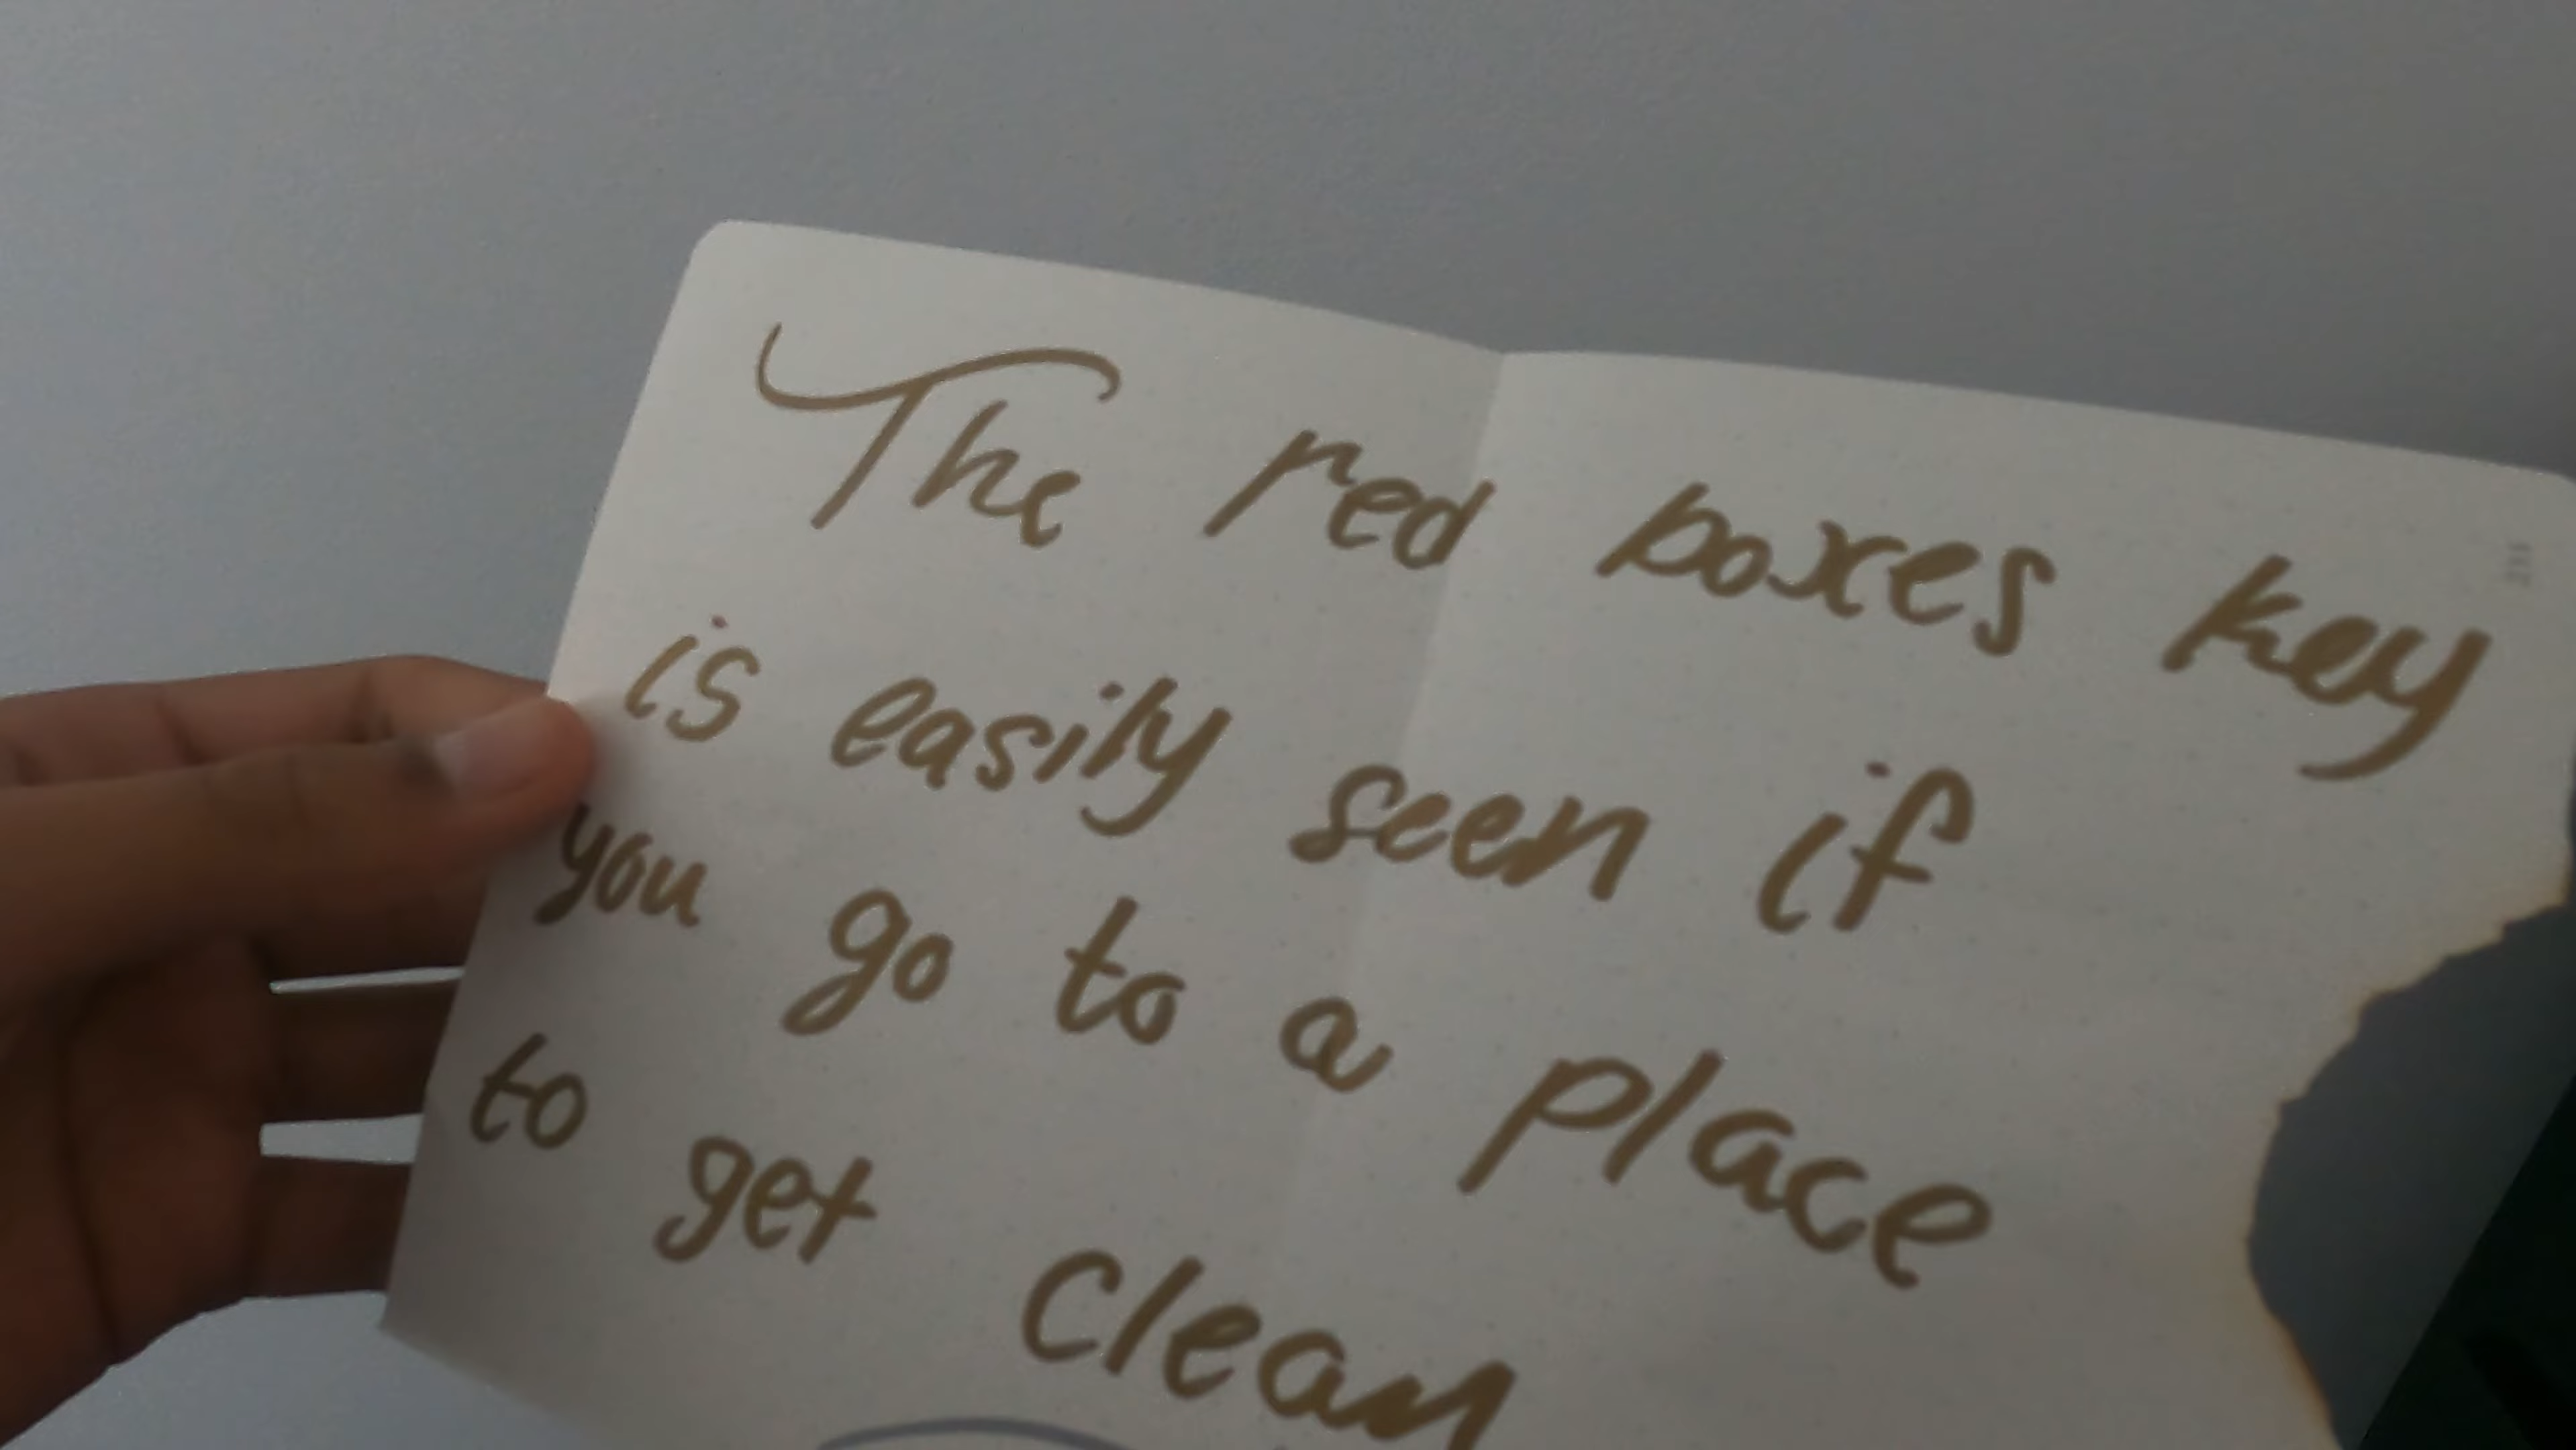 The red boxes key
is easily seen if
you go to a place
to get clean